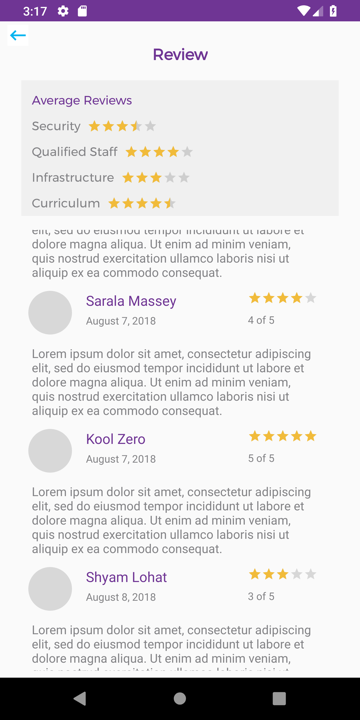 3:17
Review
Average Reviews
Security
Qualified Staff
Infrastructure
Curriculum
elit, sed do eiusmod tempor incididunt ut labore et
dolore magna aliqua. Ut enim ad minim veniam,
quis nostrud exercitation ullamco laboris nisi ut
aliquip ex ea commodo consequat.
Sarala Massey
August 7, 2018
4 of 5
Lorem ipsum dolor sit amet, consectetur adipiscing
elit, sed do eiusmod tempor incididunt ut labore et
dolore magna aliqua. Ut enim ad minim veniam,
quis nostrud exercitation ullamco laboris nisi ut
aliquip ex ea commodo consequat.
Kool Zero
August 7, 2018
5 of 5
Lorem ipsum dolor sit amet, consectetur adipiscing
elit, sed do eiusmod tempor incididunt ut labore et
dolore magna aliqua. Ut enim ad minim veniam,
quis nostrud exercitation ullamco laboris nisi ut
aliquip ex ea commodo consequat.
Shyam Lohat
August 8, 2018
3 of 5
Lorem ipsum dolor sit amet, consectetur adipiscing
elit, sed do eiusmod tempor incididunt ut labore et
dolore magna aliqua. Ut enim ad minim veniam,
quis nostrud exercitation ullamco laboris nisi ut